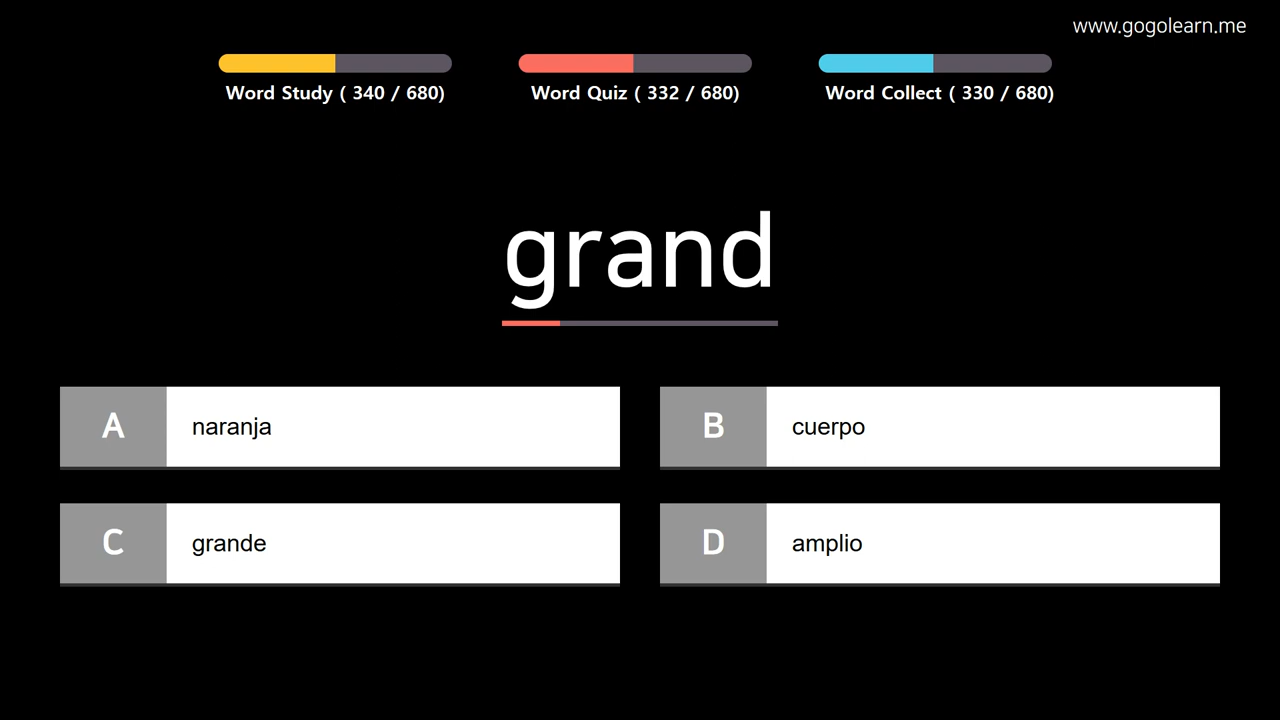 www.gogolearn.me
Word Study ( 340 / 680)
Word Quiz ( 332 / 680)
Word Collect ( 330 / 680)
grand
A naranja
B cuerpo
C grande
D amplio